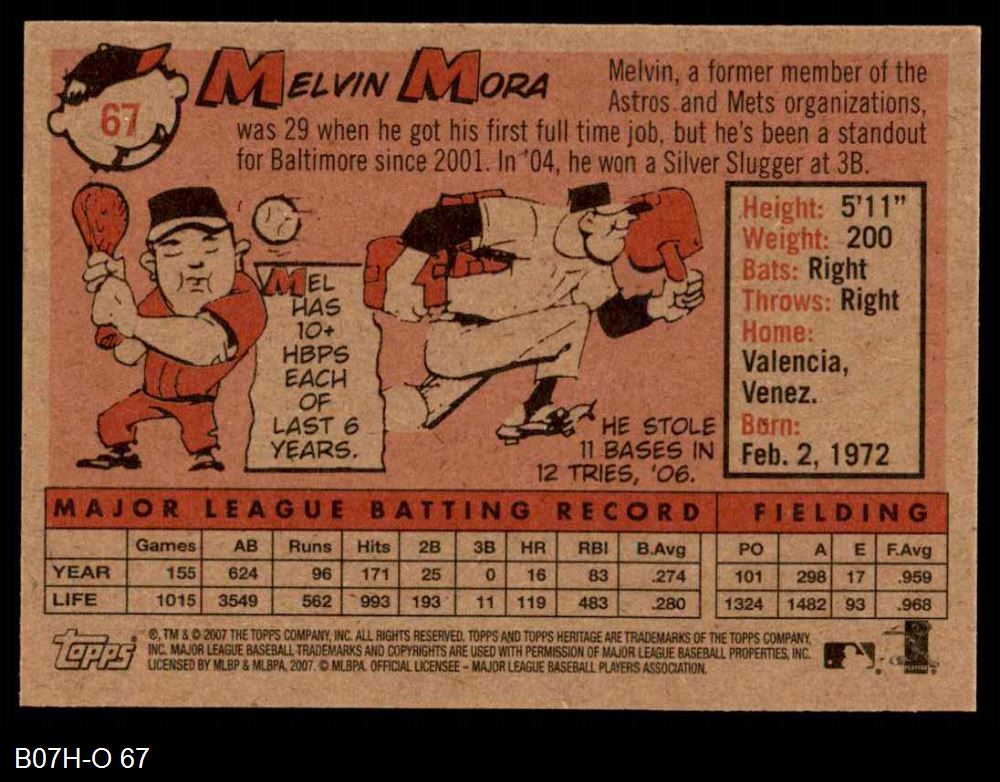 67
MELVIN MORA
Melvin, a former member of the
Astros and Mets organizations,
was 29 when he got his first full time job, but he's been a standout
for Baltimore since 2001. In '04, he won a Silver Slugger at 3B.
MEL
HAS
10+
HBPS
EACH
OF
LAST 6
YEARS.
HE STOLE
11 BASES IN
12 TRIES, '06.
Height: 5'11"
Weight: 200
Bats: Right
Throws: Right
Home:
Valencia,
Venez.
Born:
Feb. 2, 1972
MAJOR LEAGUE BATTING RECORD FIELDING
Games AB Runs Hits 2B 3B HR RBI B.Avg PO A E F.Avg
YEAR 155 624 96 171 25 0 16 83 .274 101 298 17 .959
LIFE 1015 3549 562 993 193 11 119 483 .280 1324 1482 93 .968
Topps
®, TM & © 2007 THE TOPPS COMPANY, INC. ALL RIGHTS RESERVED. TOPPS AND TOPPS HERITAGE ARE TRADEMARKS OF THE TOPPS COMPANY,
INC. MAJOR LEAGUE BASEBALL TRADEMARKS AND COPYRIGHTS ARE USED WITH PERMISSION OF MAJOR LEAGUE BASEBALL PROPERTIES, INC.
LICENSED BY MLBP & MLBPA, 2007. © MLBPA. OFFICIAL LICENSEE – MAJOR LEAGUE BASEBALL PLAYERS ASSOCIATION.
B07H-O 67